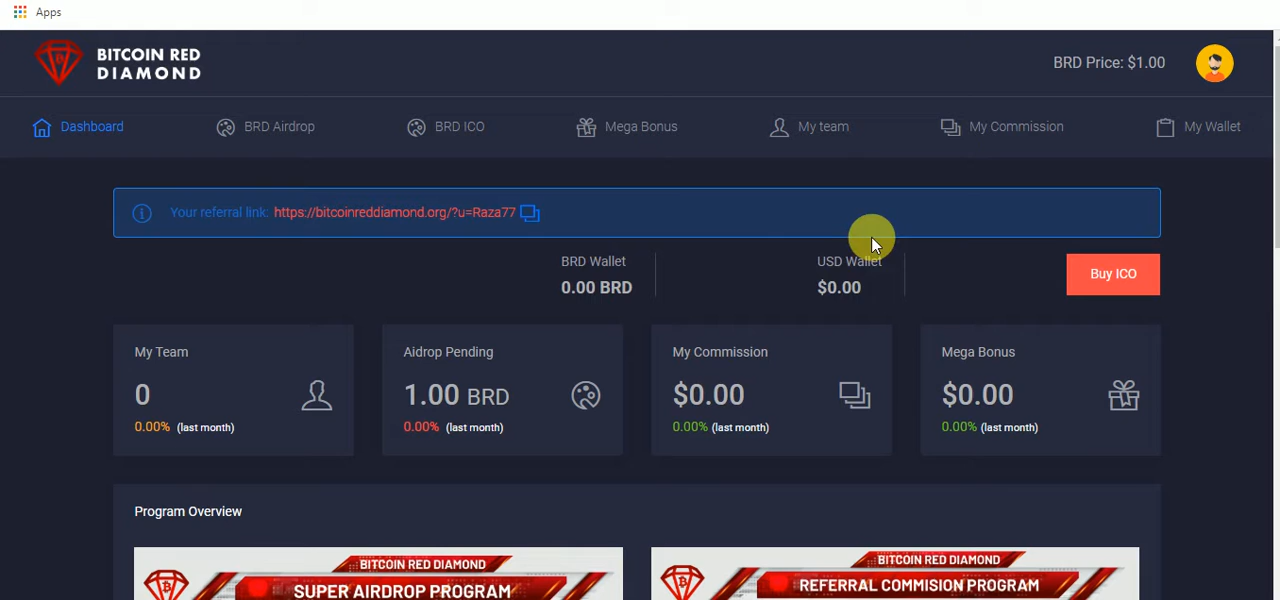 Apps
BITCOIN RED
DIAMOND
BRD Price: $1.00
Dashboard
BRD Airdrop
BRD ICO
Mega Bonus
My team
My Commission
My Wallet
Your referral link: https://bitcoinreddiamond.org/?u=Raza77
BRD Wallet
0.00 BRD
USD Wallet
$0.00
Buy ICO
My Team
0
0.00% (last month)
Aidrop Pending
1.00 BRD
0.00% (last month)
My Commission
$0.00
0.00% (last month)
Mega Bonus
$0.00
0.00% (last month)
Program Overview
BITCOIN RED DIAMOND
SUPER AIRDROP PROGRAM
BITCOIN RED DIAMOND
REFERRAL COMMISION PROGRAM